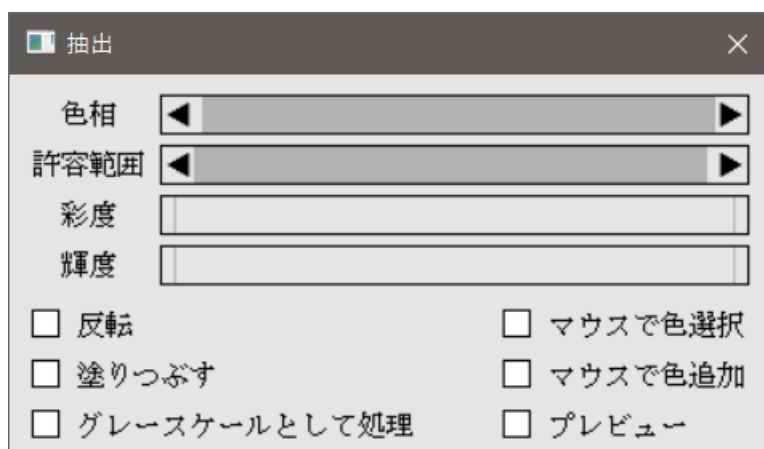 抽出
色相
許容範囲
彩度
輝度
反転 マウスで色選択
塗りつぶす マウスで色追加
グレースケールとして処理 プレビュー